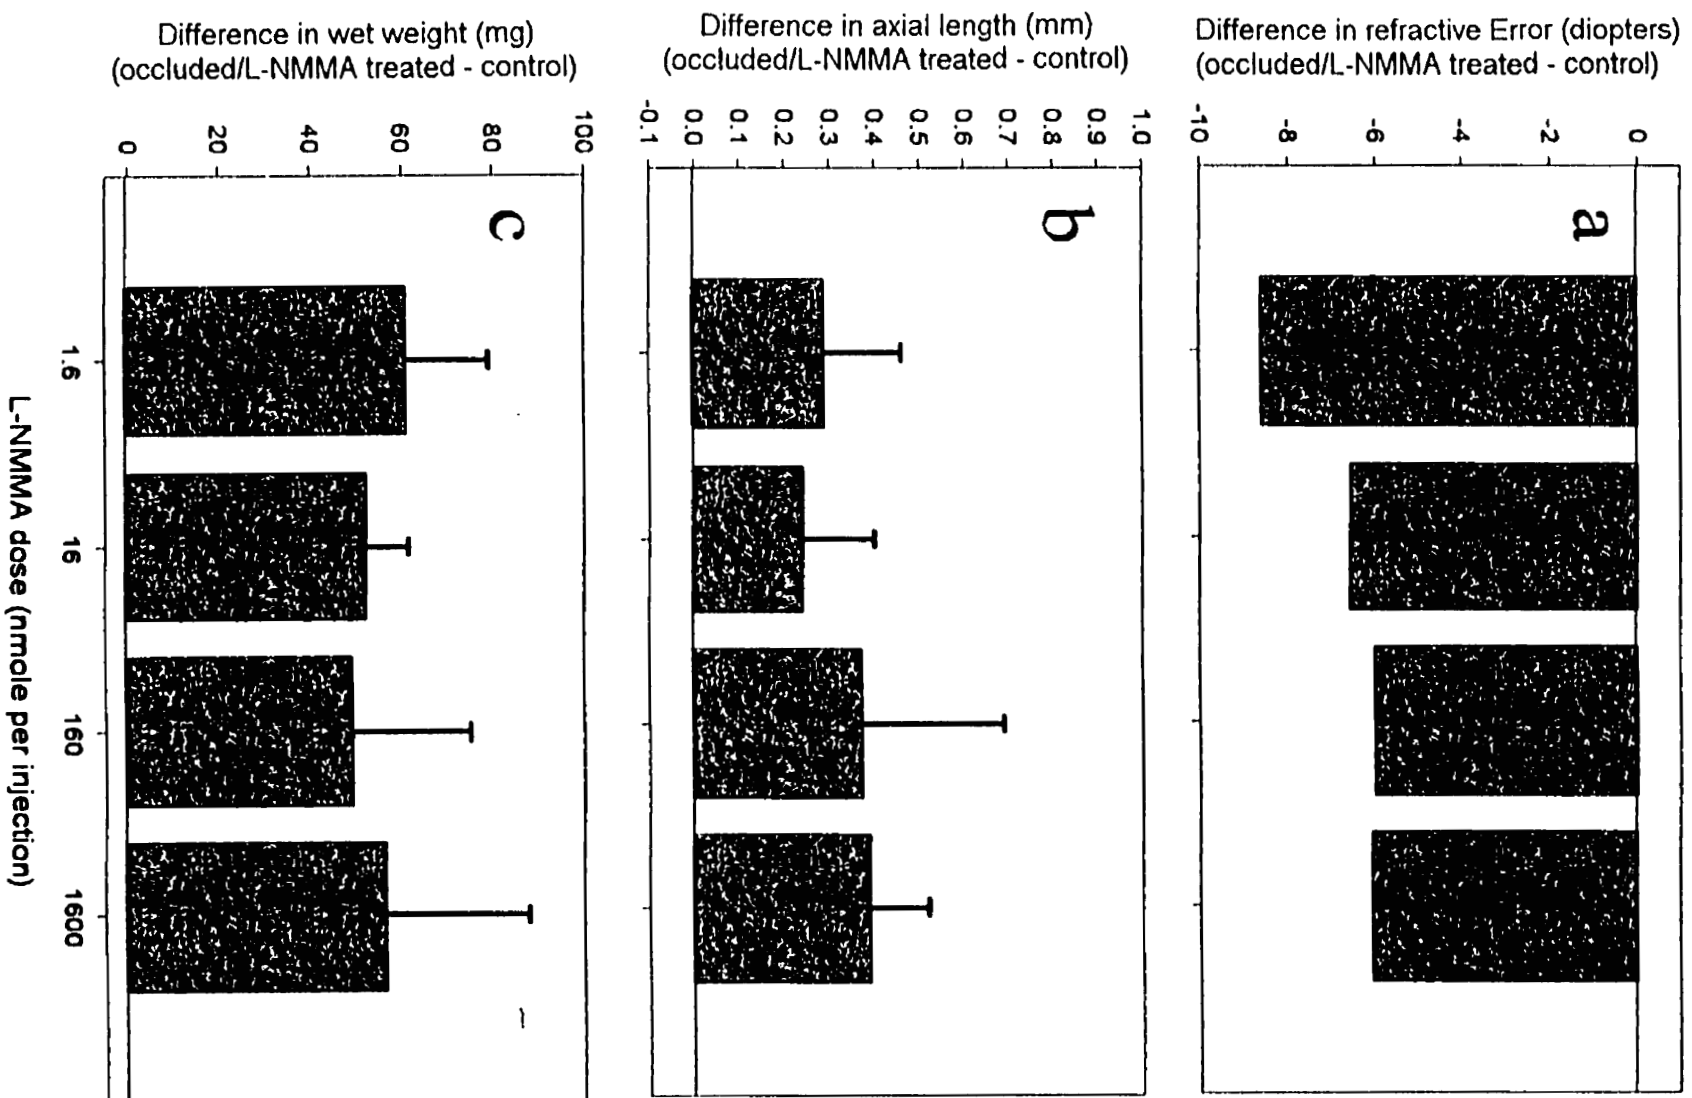 Difference in refractive Error (diopters)
(occluded/L-NMMA treated - control)
0
-2
-4
-6
-8
-10
a
Difference in axial length (mm)
(occluded/L-NMMA treated - control)
1.0
0.9
0.8
0.7
0.6
0.5
0.4
0.3
0.2
0.1
0.0
-0.1
b
Difference in wet weight (mg)
(occluded/L-NMMA treated - control)
100
80
60
40
20
0
c
1.6
16
160
1600
L-NMMA dose (nmole per injection)